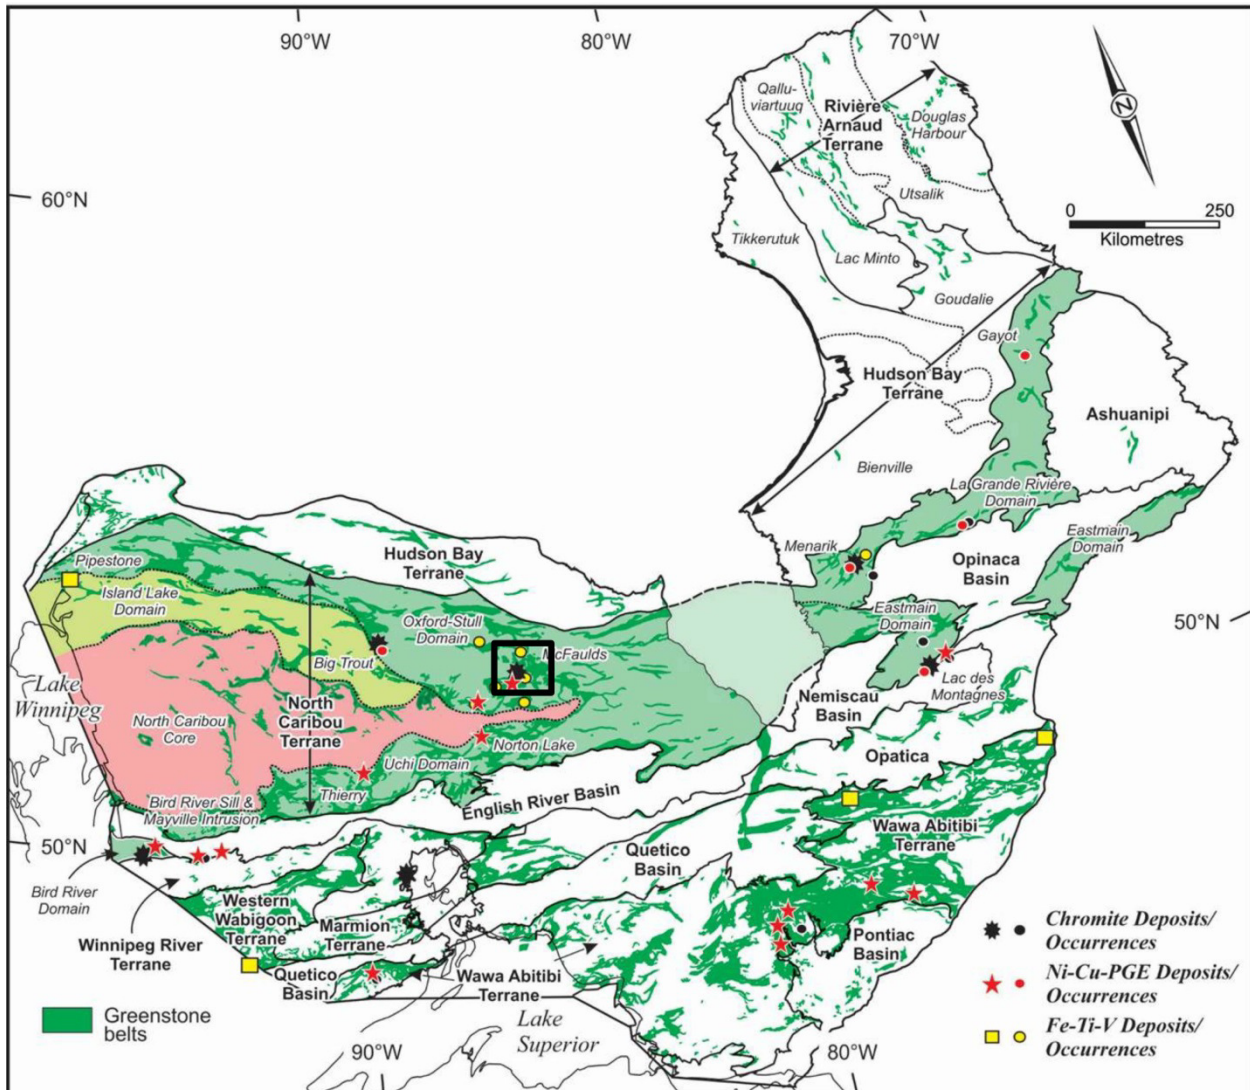 90°W
80°W
70°W
60°N
Qallu-
viartuuq
Rivière
Arnaud
Terrane
Douglas
Harbour
N
Utsalik
0 250
Kilometres
Tikkerutuk
Lac Minto
Goudalie
Gayot
Hudson Bay
Terrane
Ashuanipi
Bienville
La Grande Rivière
Domain
Eastmain
Domain
Menarik
Opinaca
Basin
Hudson Bay
Terrane
Pipestone
Island Lake
Domain
Oxford-Stull
Domain
McFaulds
Eastmain
Domain
50°N
Big Trout
Lac des
Montagnes
Lake
Winnipeg
North
Caribou
Terrane
Nemiscau
Basin
North Caribou
Core
Norton Lake
Opatica
Uchi Domain
Thierry
English River Basin
Bird River Sill &
Mayville Intrusion
Wawa Abitibi
Terrane
50°N
Quetico
Basin
Bird River
Domain
Western
Wabigoon
Terrane
Marmion
Terrane
Winnipeg River
Terrane
Pontiac
Basin
Quetico
Basin
Wawa Abitibi
Terrane
Lake
Superior
Greenstone
belts
Chromite Deposits/
Occurrences
Ni-Cu-PGE Deposits/
Occurrences
Fe-Ti-V Deposits/
Occurrences
90°W
80°W